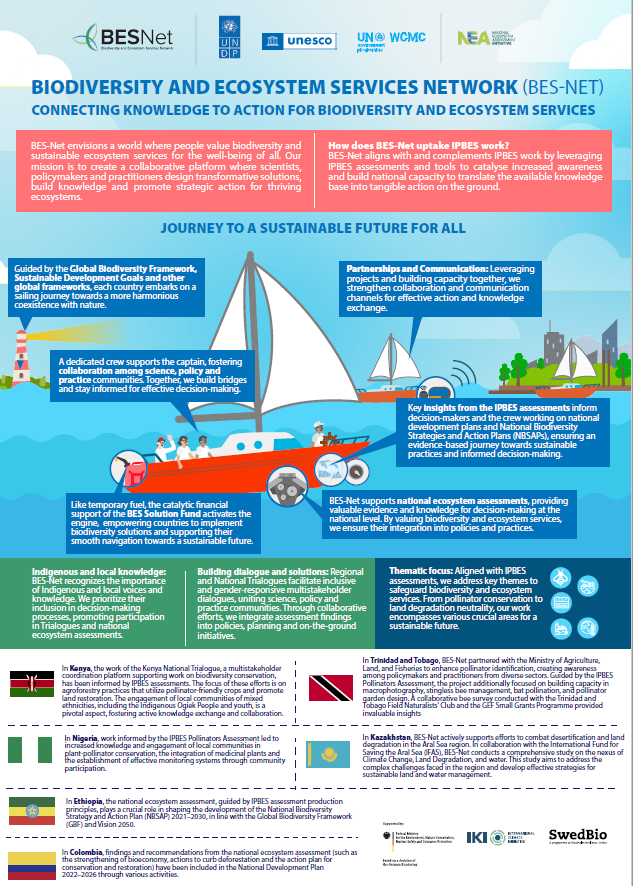 BESNet
Biodiversity and Ecosystem Services Network
U N
D P
unesco
UN WCMC
environment
programme
NEA
NATIONAL
ECOSYSTEM
ASSESSMENT
INITIATIVE
BIODIVERSITY AND ECOSYSTEM SERVICES NETWORK (BES-NET)
CONNECTING KNOWLEDGE TO ACTION FOR BIODIVERSITY AND ECOSYSTEM SERVICES
BES-Net envisions a world where people value biodiversity and
sustainable ecosystem services for the well-being of all. Our
mission is to create a collaborative platform where scientists,
policymakers and practitioners design transformative solutions,
build knowledge and promote strategic action for thriving
ecosystems.
How does BES-Net uptake IPBES work?
BES-Net aligns with and complements IPBES work by leveraging
IPBES assessments and tools to catalyse increased awareness
and build national capacity to translate the available knowledge
base into tangible action on the ground.
JOURNEY TO A SUSTAINABLE FUTURE FOR ALL
Guided by the Global Biodiversity Framework,
Sustainable Development Goals and other
global frameworks, each country embarks on a
sailing journey towards a more harmonious
coexistence with nature.
Partnerships and Communication: Leveraging
projects and building capacity together, we
strengthen collaboration and communication
channels for effective action and knowledge
exchange.
A dedicated crew supports the captain, fostering
collaboration among science, policy and
practice communities. Together, we build bridges
and stay informed for effective decision-making.
Key insights from the IPBES assessments inform
decision-makers and the crew working on national
development plans and National Biodiversity
Strategies and Action Plans (NBSAPs), ensuring an
evidence-based journey towards sustainable
practices and informed decision-making.
Like temporary fuel, the catalytic financial
support of the BES Solution Fund activates the
engine, empowering countries to implement
biodiversity solutions and supporting their
smooth navigation towards a sustainable future.
BES-Net supports national ecosystem assessments, providing
valuable evidence and knowledge for decision-making at the
national level. By valuing biodiversity and ecosystem services,
we ensure their integration into policies and practices.
Indigenous and local knowledge:
BES-Net recognizes the importance
of Indigenous and local voices and
knowledge. We prioritize their
inclusion in decision-making
processes, promoting participation
in Trialogues and national
ecosystem assessments.
Building dialogue and solutions: Regional
and National Trialogues facilitate inclusive
and gender-responsive multistakeholder
dialogues, uniting science, policy and
practice communities. Through collaborative
efforts, we integrate assessment findings
into policies, planning and on-the-ground
initiatives.
Thematic focus: Aligned with IPBES
assessments, we address key themes to
safeguard biodiversity and ecosystem
services. From pollinator conservation to
land degradation neutrality, our work
encompasses various crucial areas for a
sustainable future.
In Kenya, the work of the Kenya National Trialogue, a multistakeholder
coordination platform supporting work on biodiversity conservation,
has been informed by IPBES assessments. The focus of these efforts is on
agroforestry practices that utilize pollinator-friendly crops and promote
land restoration. The engagement of local communities of mixed
ethnicities, including the Indigenous Ogiek People and youth, is a
pivotal aspect, fostering active knowledge exchange and collaboration.
In Trinidad and Tobago, BES-Net partnered with the Ministry of Agriculture,
Land, and Fisheries to enhance pollinator identification, creating awareness
among policymakers and practitioners from diverse sectors. Guided by the IPBES
Pollinators Assessment, the project additionally focused on building capacity in
macrophotography, stingless bee management, bat pollination, and pollinator
garden design. A collaborative bee survey conducted with the Trinidad and
Tobago Field Naturalists' Club and the GEF Small Grants Programme provided
invaluable insights
In Nigeria, work informed by the IPBES Pollinators Assessment led to
increased knowledge and engagement of local communities in
plant-pollinator conservation, the integration of medicinal plants and
the establishment of effective monitoring systems through community
participation.
In Kazakhstan, BES-Net actively supports efforts to combat desertification and land
degradation in the Aral Sea region. In collaboration with the International Fund for
Saving the Aral Sea (IFAS), BES-Net conducts a comprehensive study on the nexus of
Climate Change, Land Degradation, and water. This study aims to address the
complex challenges faced in the region and develop effective strategies for
sustainable land and water management.
In Ethiopia, the national ecosystem assessment, guided by IPBES assessment production
principles, plays a crucial role in shaping the development of the National Biodiversity
Strategy and Action Plan (NBSAP) 2021–2030, in line with the Global Biodiversity Framework
(GBF) and Vision 2050.
In Colombia, findings and recommendations from the national ecosystem assessment (such as
the strengthening of bioeconomy, actions to curb deforestation and the action plan for
conservation and restoration) have been included in the National Development Plan
2022–2026 through various activities.
Supported by:
Federal Ministry
for the Environment, Nature Conservation,
Nuclear Safety and Consumer Protection
based on a decision of
the German Bundestag
IKI
INTERNATIONAL
CLIMATE
INITIATIVE
SwedBio